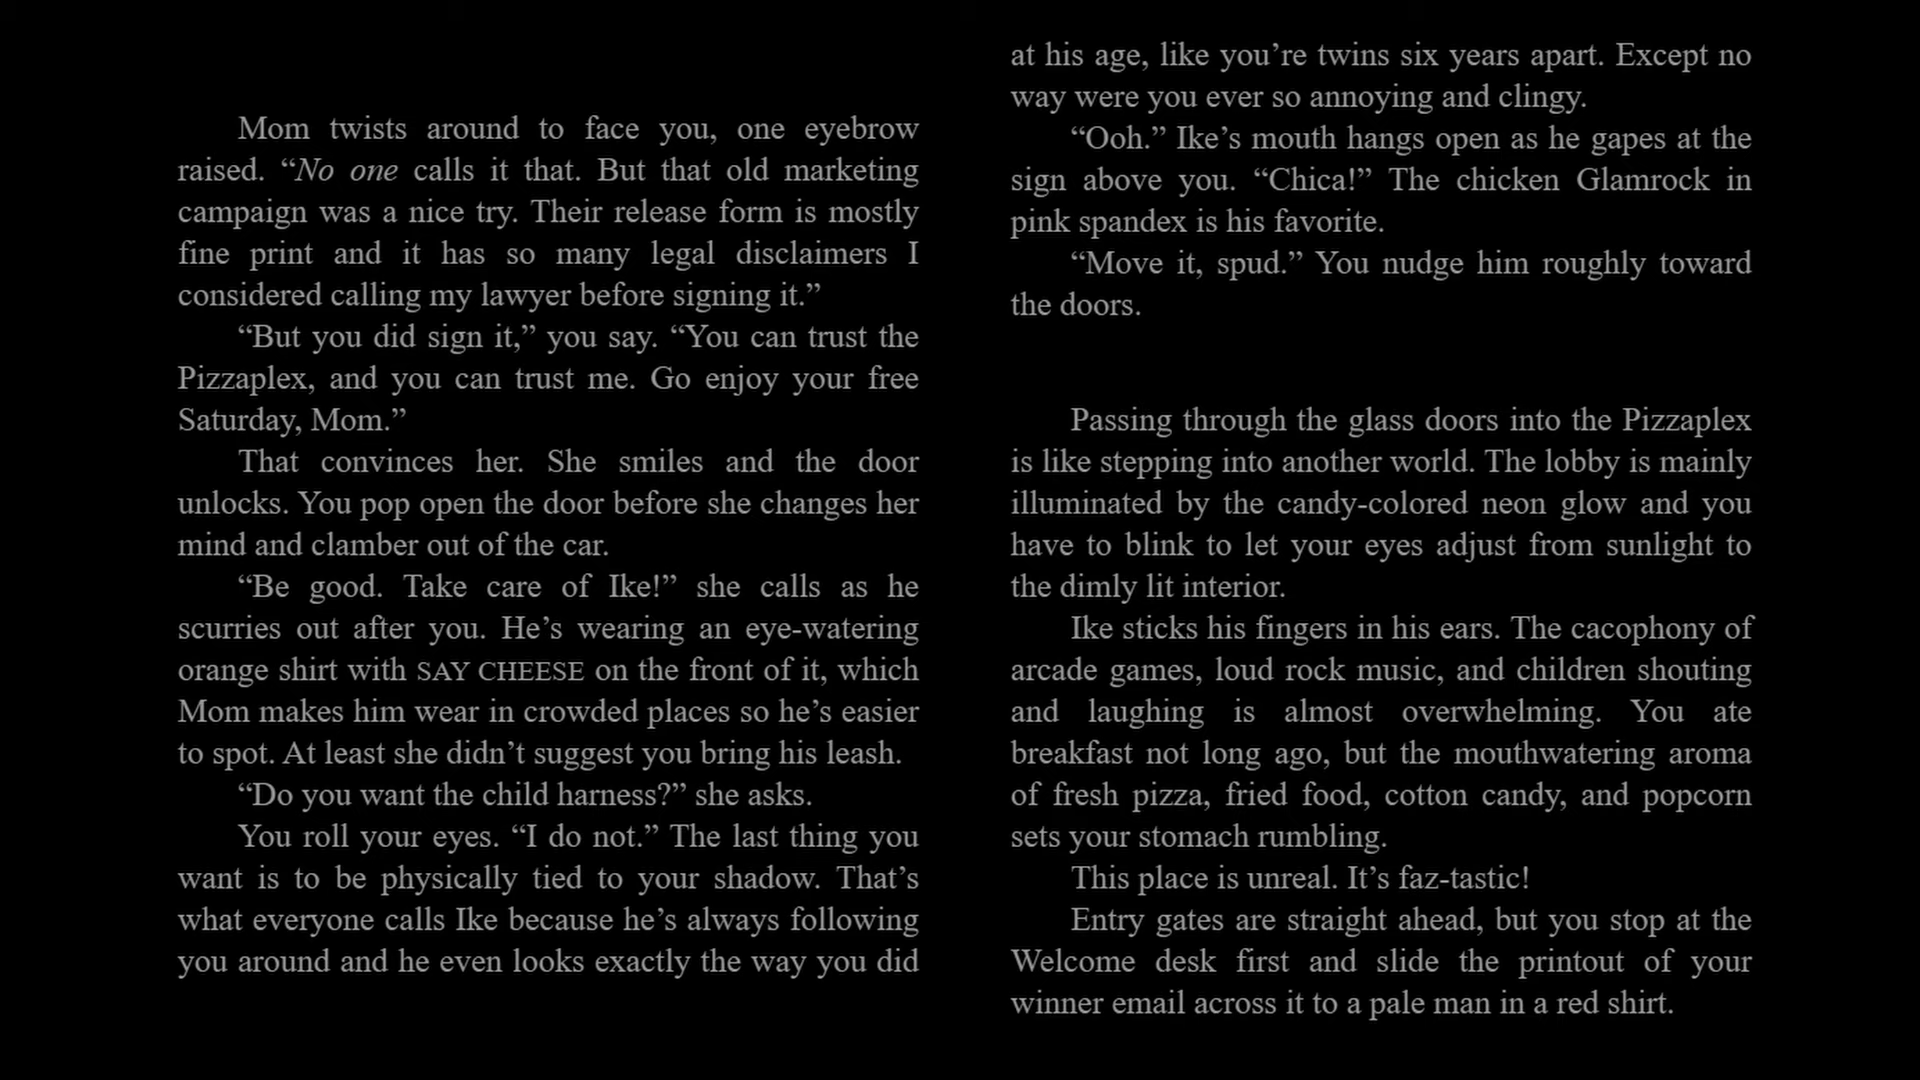 Mom twists around to face you, one eyebrow
raised. “No one calls it that. But that old marketing
campaign was a nice try. Their release form is mostly
fine print and it has so many legal disclaimers I
considered calling my lawyer before signing it.”
“But you did sign it,” you say. “You can trust the
Pizzaplex, and you can trust me. Go enjoy your free
Saturday, Mom.”
That convinces her. She smiles and the door
unlocks. You pop open the door before she changes her
mind and clamber out of the car.
“Be good. Take care of Ike!” she calls as he
scurries out after you. He’s wearing an eye-watering
orange shirt with SAY CHEESE on the front of it, which
Mom makes him wear in crowded places so he’s easier
to spot. At least she didn’t suggest you bring his leash.
“Do you want the child harness?” she asks.
You roll your eyes. “I do not.” The last thing you
want is to be physically tied to your shadow. That’s
what everyone calls Ike because he’s always following
you around and he even looks exactly the way you did
at his age, like you’re twins six years apart. Except no
way were you ever so annoying and clingy.
“Ooh.” Ike’s mouth hangs open as he gapes at the
sign above you. “Chica!” The chicken Glamrock in
pink spandex is his favorite.
“Move it, spud.” You nudge him roughly toward
the doors.
Passing through the glass doors into the Pizzaplex
is like stepping into another world. The lobby is mainly
illuminated by the candy-colored neon glow and you
have to blink to let your eyes adjust from sunlight to
the dimly lit interior.
Ike sticks his fingers in his ears. The cacophony of
arcade games, loud rock music, and children shouting
and laughing is almost overwhelming. You ate
breakfast not long ago, but the mouthwatering aroma
of fresh pizza, fried food, cotton candy, and popcorn
sets your stomach rumbling.
This place is unreal. It’s faz-tastic!
Entry gates are straight ahead, but you stop at the
Welcome desk first and slide the printout of your
winner email across it to a pale man in a red shirt.